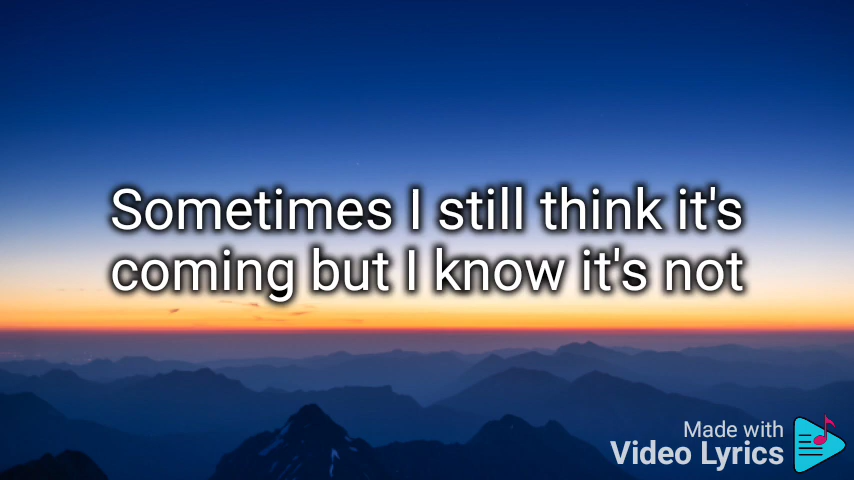 Sometimes I still think it's
coming but I know it's not
Made with
Video Lyrics